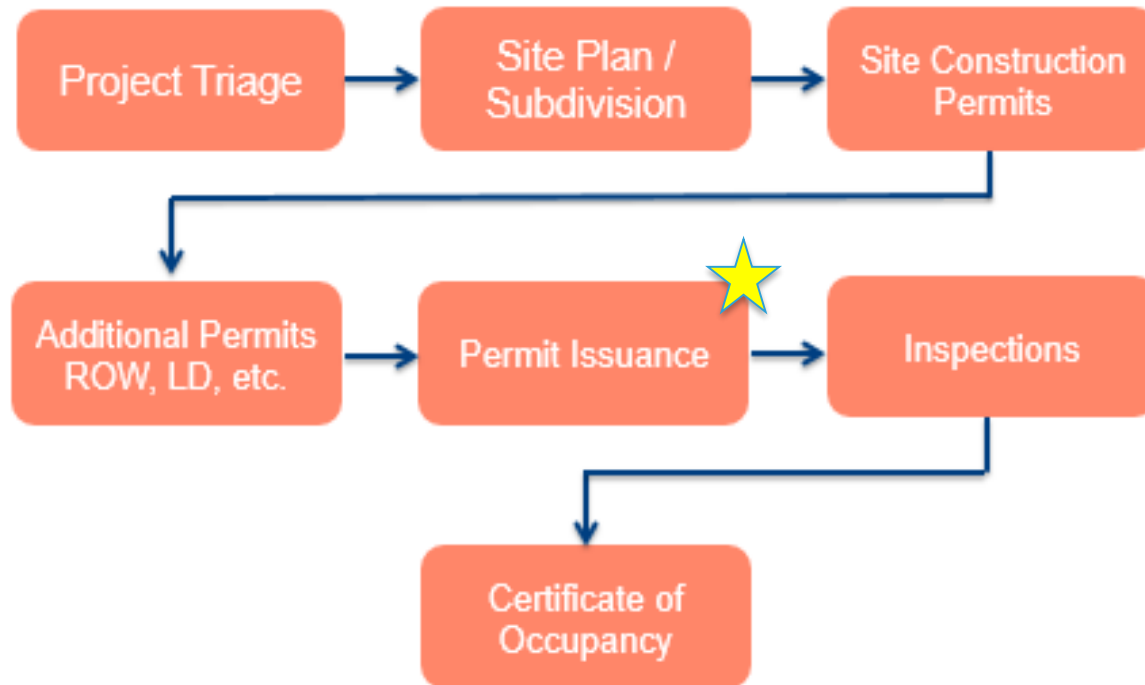 Project Triage
Site Plan /
Subdivision
Site Construction
Permits
Additional Permits
ROW, LD, etc.
Permit Issuance
Inspections
Certificate of
Occupancy